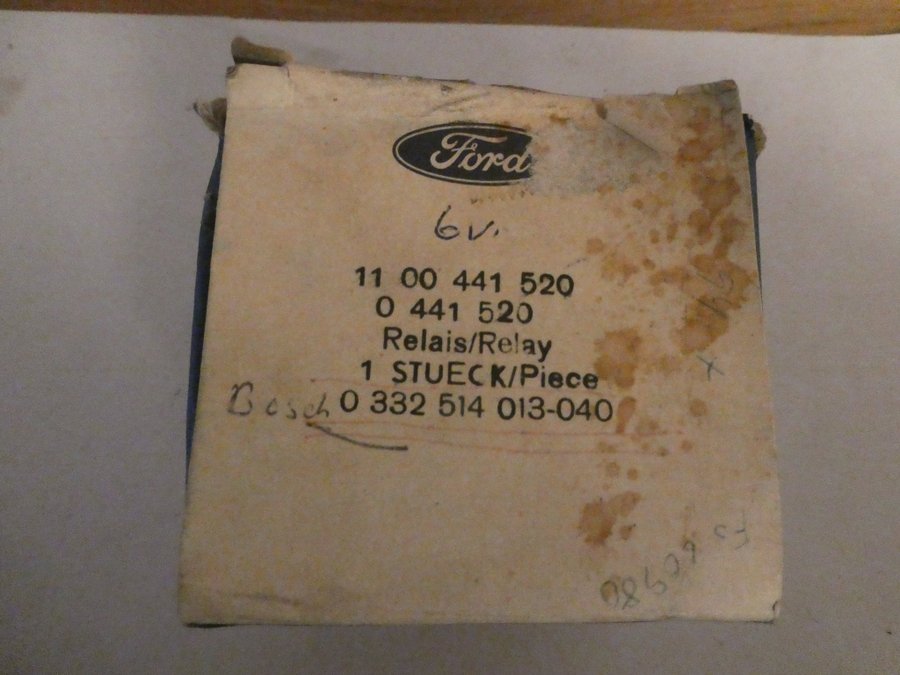 Ford
6v.
11 00 441 520
0 441 520
Relais/Relay
1 STUECK/Piece
Bosch 0 332 514 013-040